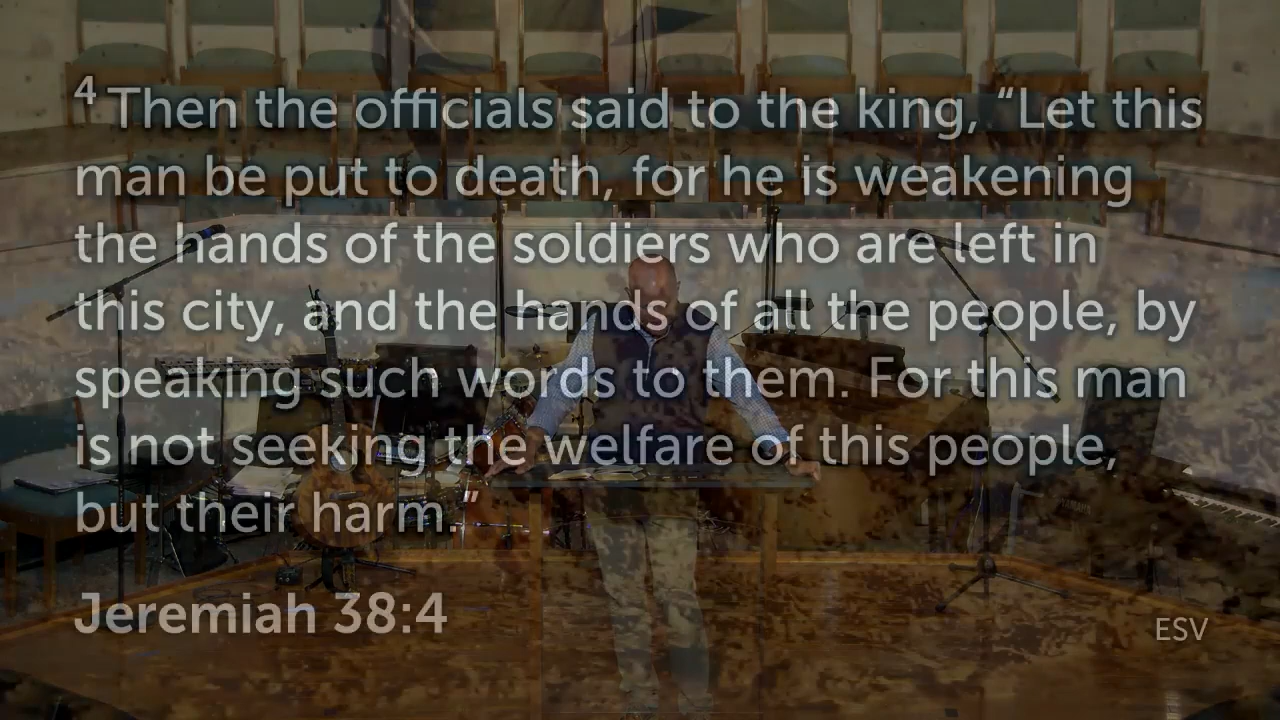 4 Then the officials said to the king, “Let this
man be put to death, for he is weakening
the hands of the soldiers who are left in
this city, and the hands of all the people, by
speaking such words to them. For this man
is not seeking the welfare of this people,
but their harm.”
Jeremiah 38:4
ESV